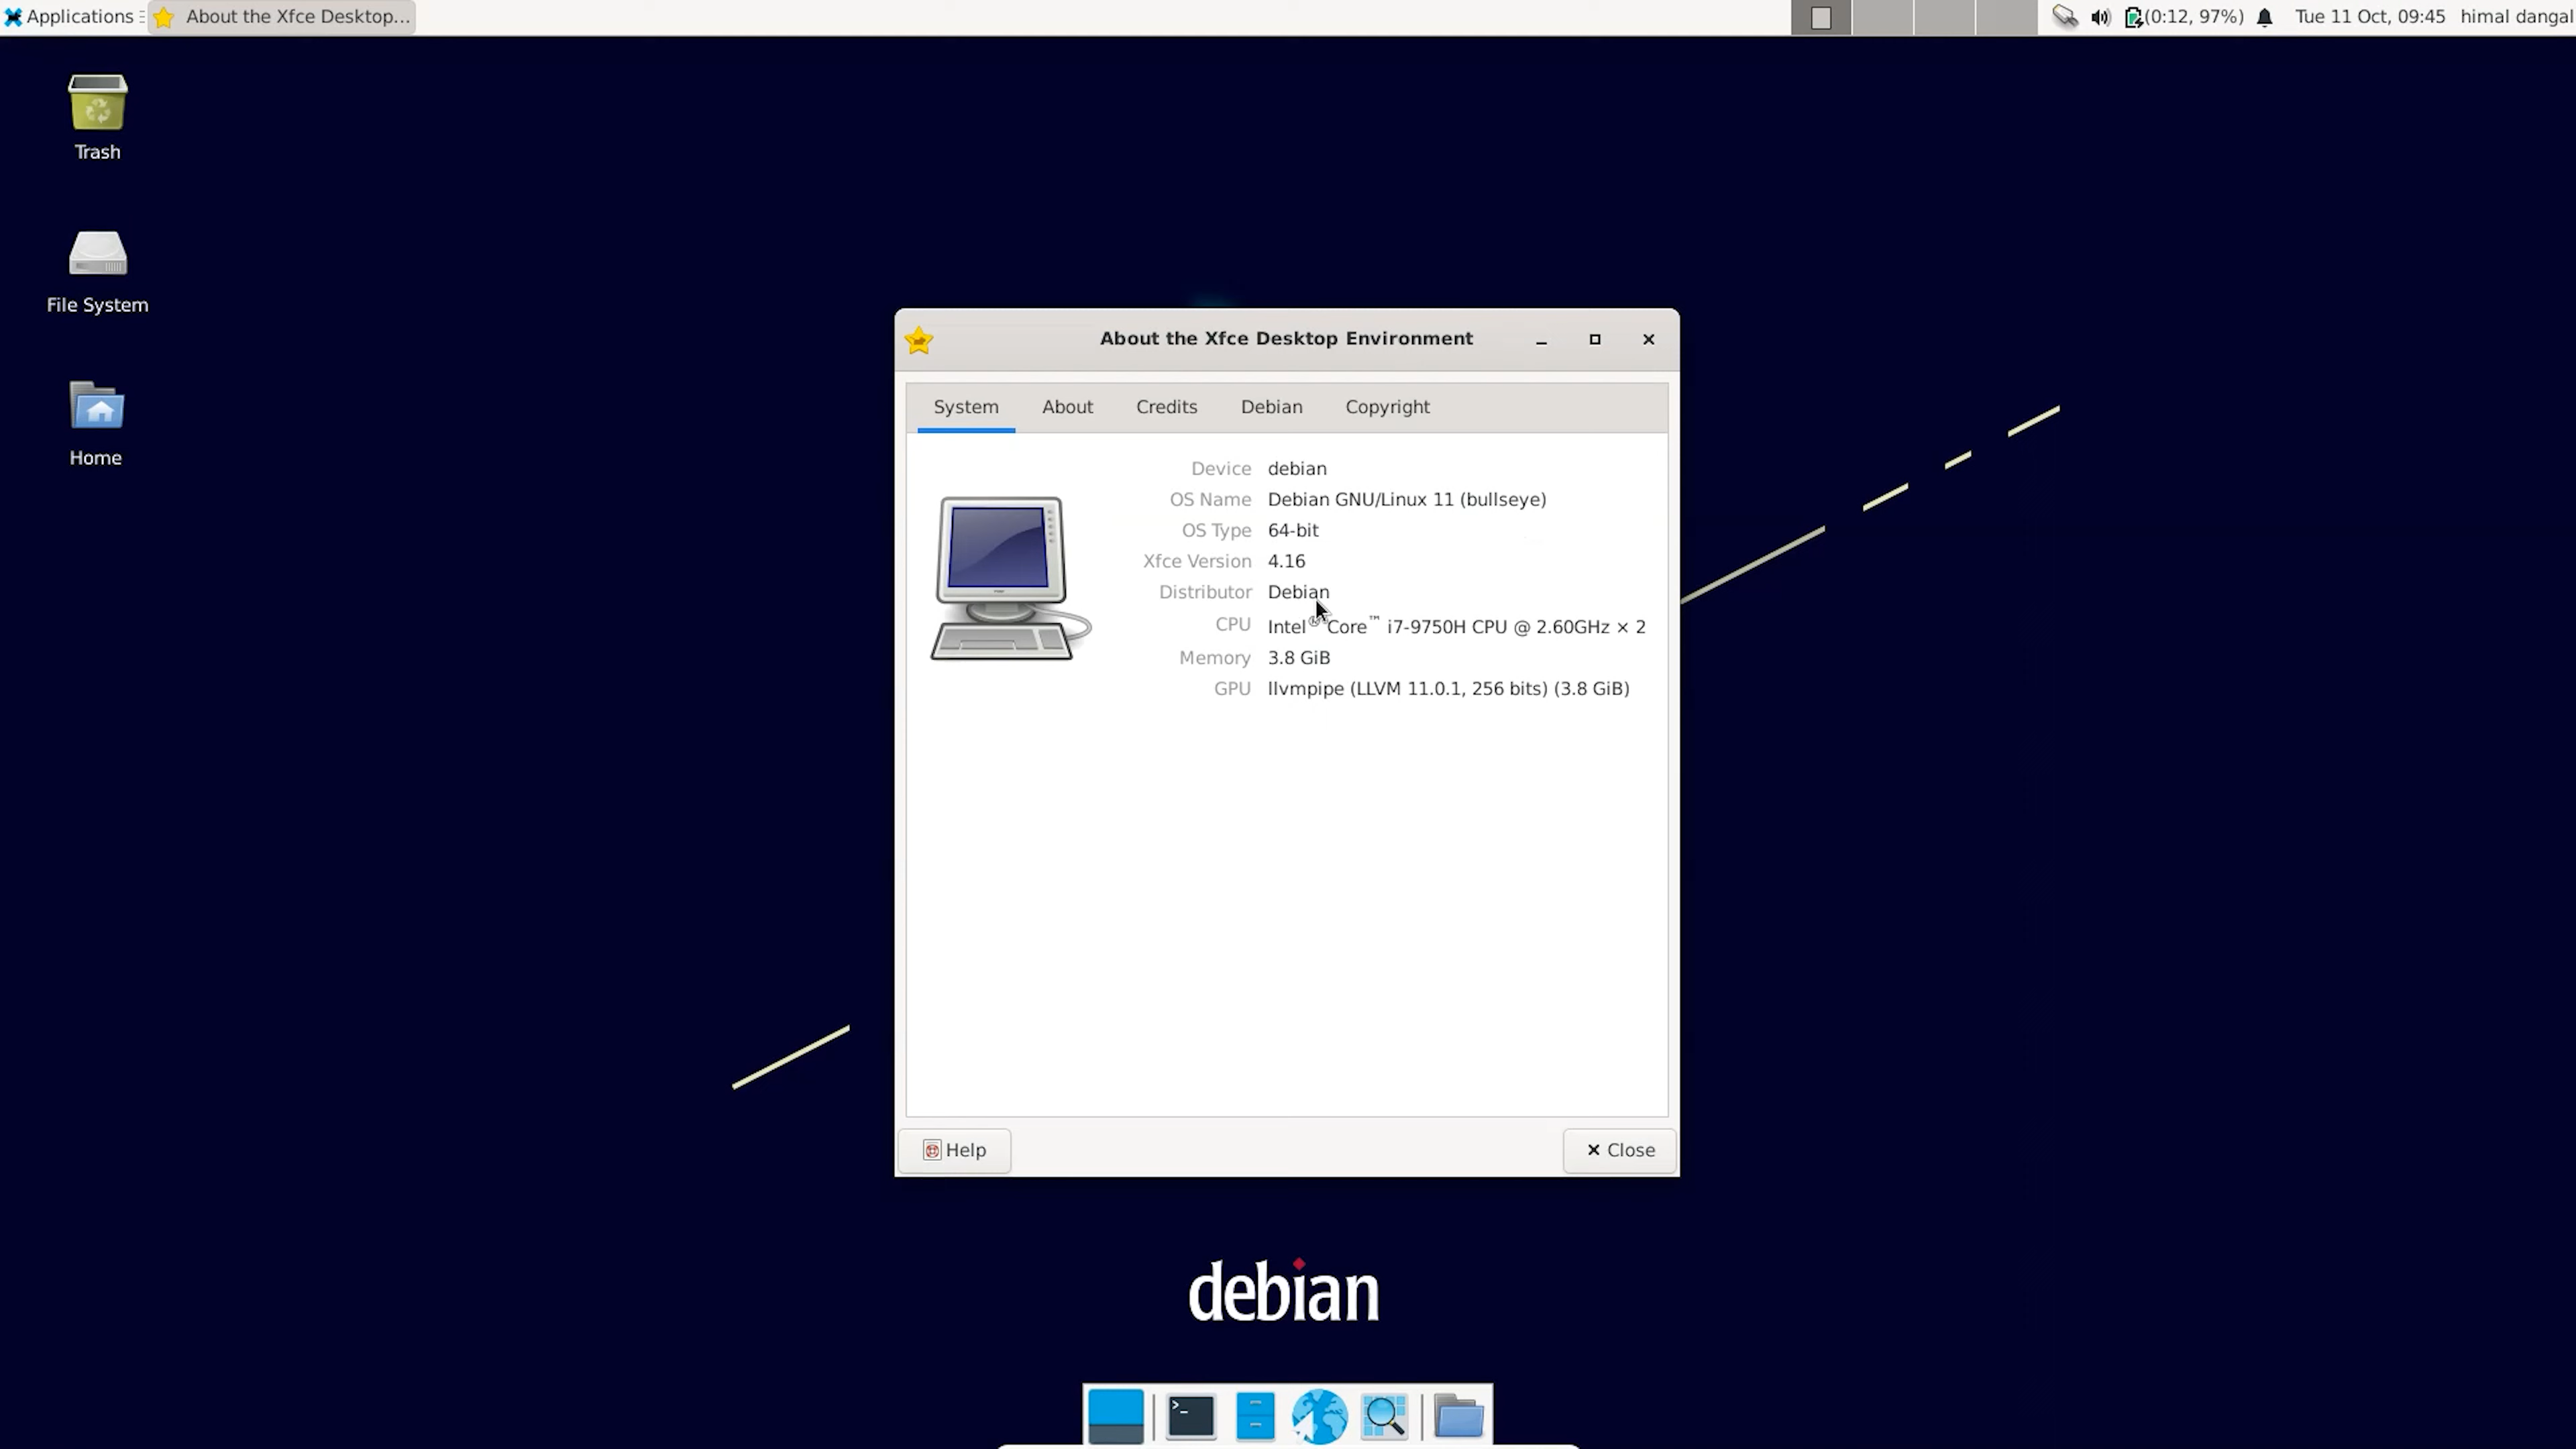 Applications
About the Xfce Desktop...
(0:12, 97%)
Tue 11 Oct, 09:45
himal dangal
Trash
File System
Home
About the Xfce Desktop Environment
System
About
Credits
Debian
Copyright
Device debian
OS Name Debian GNU/Linux 11 (bullseye)
OS Type 64-bit
Xfce Version 4.16
Distributor Debian
CPU Intel® Core™ i7-9750H CPU @ 2.60GHz × 2
Memory 3.8 GiB
GPU llvmpipe (LLVM 11.0.1, 256 bits) (3.8 GiB)
Help
Close
debian
>_